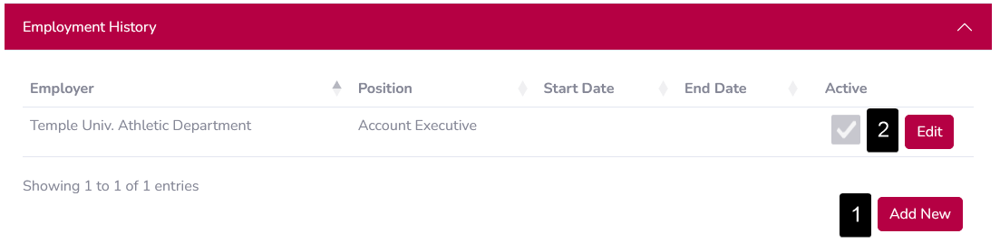 Employment History
Employer Position Start Date End Date Active
Temple Univ. Athletic Department Account Executive 2 Edit
Showing 1 to 1 of 1 entries
1 Add New